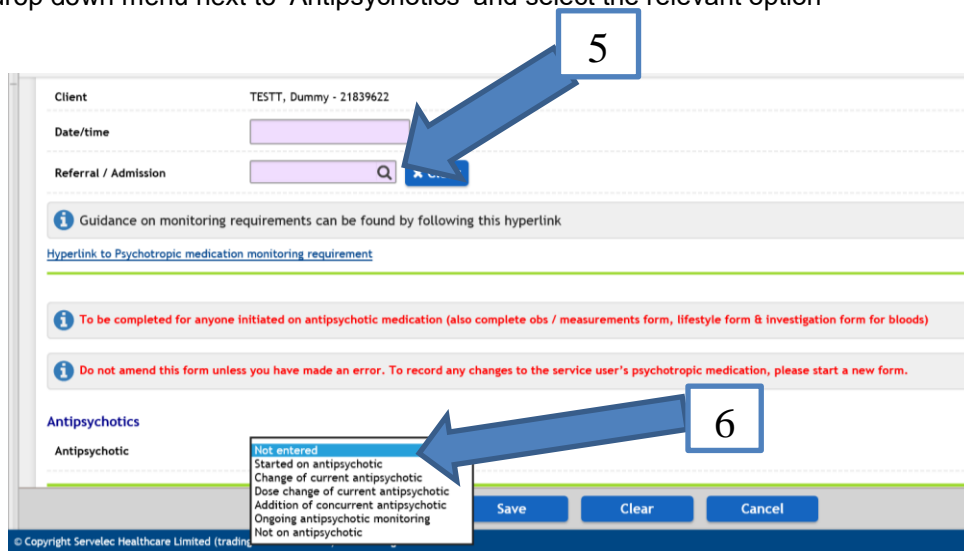 drop down menu next to 'Antipsychotics' and select the relevant option
5
Client TESTT, Dummy - 21839622
Date/time
Referral / Admission
Guidance on monitoring requirements can be found by following this hyperlink
Hyperlink to Psychotropic medication monitoring requirement
To be completed for anyone initiated on antipsychotic medication (also complete obs / measurements form, lifestyle form & investigation form for bloods)
Do not amend this form unless you have made an error. To record any changes to the service user's psychotropic medication, please start a new form.
Antipsychotics
6
Antipsychotic Not entered
Started on antipsychotic
Change of current antipsychotic
Dose change of current antipsychotic
Addition of concurrent antipsychotic
Ongoing antipsychotic monitoring
Not on antipsychotic
Save Clear Cancel
© Copyright Servelec Healthcare Limited (trading